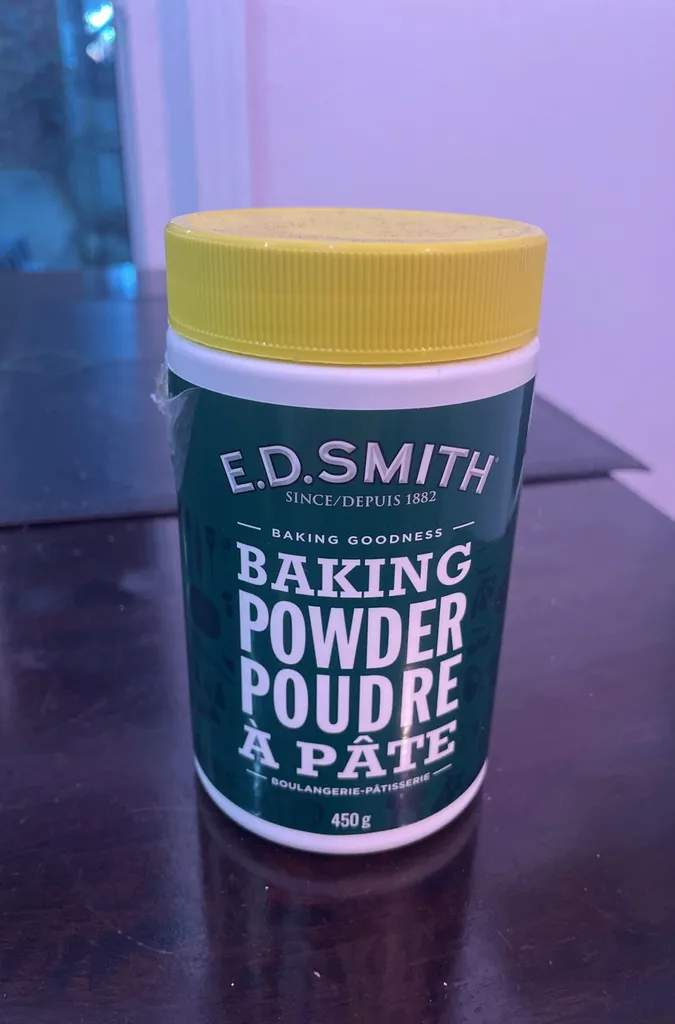 E.D.SMITH
SINCE/DEPUIS 1882
BAKING GOODNESS
BAKING
POWDER
POUDRE
À PÂTE
BOULANGERIE-PÂTISSERIE
450 g